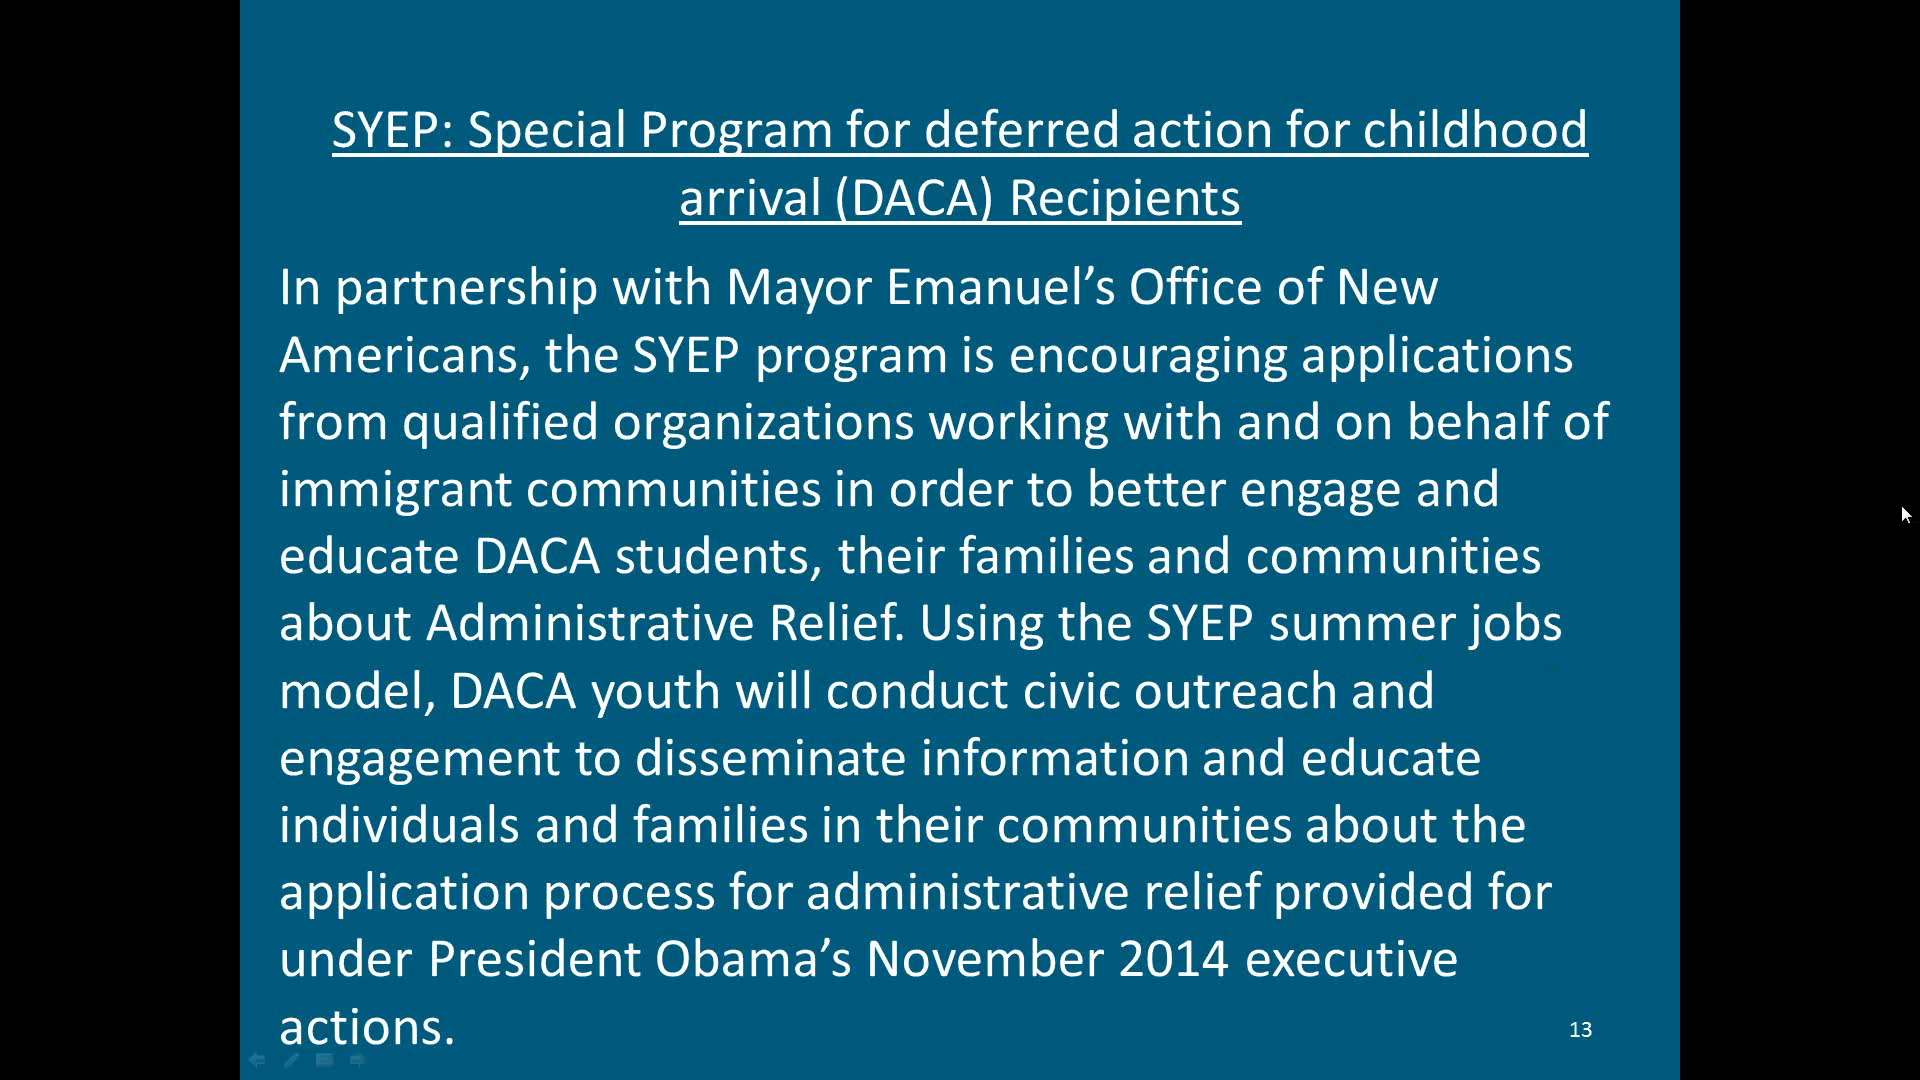 SYEP: Special Program for deferred action for childhood
arrival (DACA) Recipients
In partnership with Mayor Emanuel’s Office of New
Americans, the SYEP program is encouraging applications
from qualified organizations working with and on behalf of
immigrant communities in order to better engage and
educate DACA students, their families and communities
about Administrative Relief. Using the SYEP summer jobs
model, DACA youth will conduct civic outreach and
engagement to disseminate information and educate
individuals and families in their communities about the
application process for administrative relief provided for
under President Obama’s November 2014 executive
actions.
13